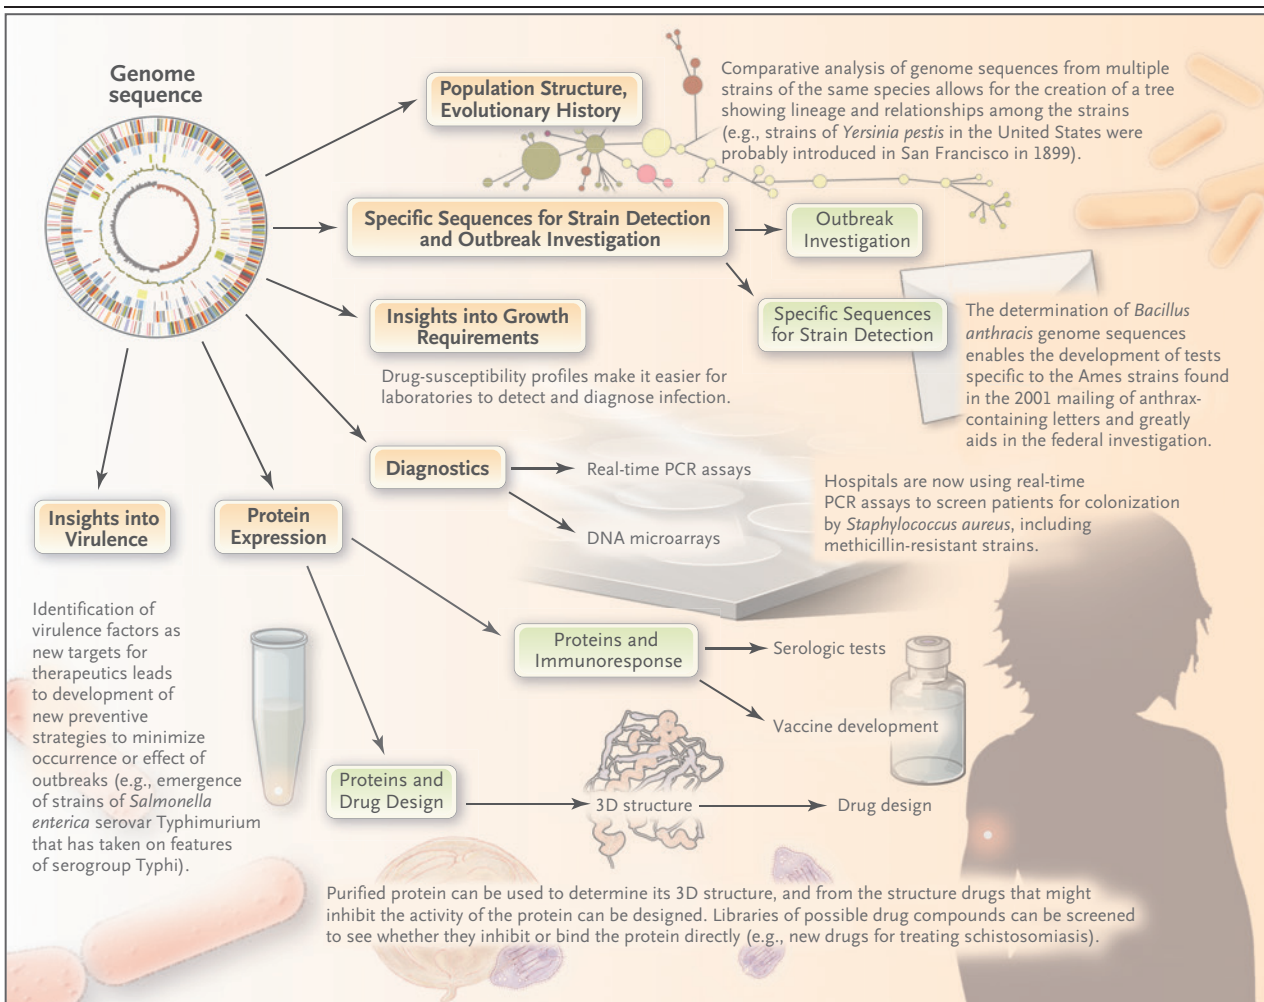 Genome
sequence
Population Structure,
Evolutionary History
Comparative analysis of genome sequences from multiple
strains of the same species allows for the creation of a tree
showing lineage and relationships among the strains
(e.g., strains of Yersinia pestis in the United States were
probably introduced in San Francisco in 1899).
Specific Sequences for Strain Detection
and Outbreak Investigation
Outbreak
Investigation
Specific Sequences
for Strain Detection
The determination of Bacillus
anthracis genome sequences
enables the development of tests
specific to the Ames strains found
in the 2001 mailing of anthrax-
containing letters and greatly
aids in the federal investigation.
Insights into Growth
Requirements
Drug-susceptibility profiles make it easier for
laboratories to detect and diagnose infection.
Diagnostics
Real-time PCR assays
DNA microarrays
Hospitals are now using real-time
PCR assays to screen patients for colonization
by Staphylococcus aureus, including
methicillin-resistant strains.
Insights into
Virulence
Protein
Expression
Identification of
virulence factors as
new targets for
therapeutics leads
to development of
new preventive
strategies to minimize
occurrence or effect of
outbreaks (e.g., emergence
of strains of Salmonella
enterica serovar Typhimurium
that has taken on features
of serogroup Typhi).
Proteins and
Immunoresponse
Serologic tests
Vaccine development
Proteins and
Drug Design
3D structure
Drug design
Purified protein can be used to determine its 3D structure, and from the structure drugs that might
inhibit the activity of the protein can be designed. Libraries of possible drug compounds can be screened
to see whether they inhibit or bind the protein directly (e.g., new drugs for treating schistosomiasis).